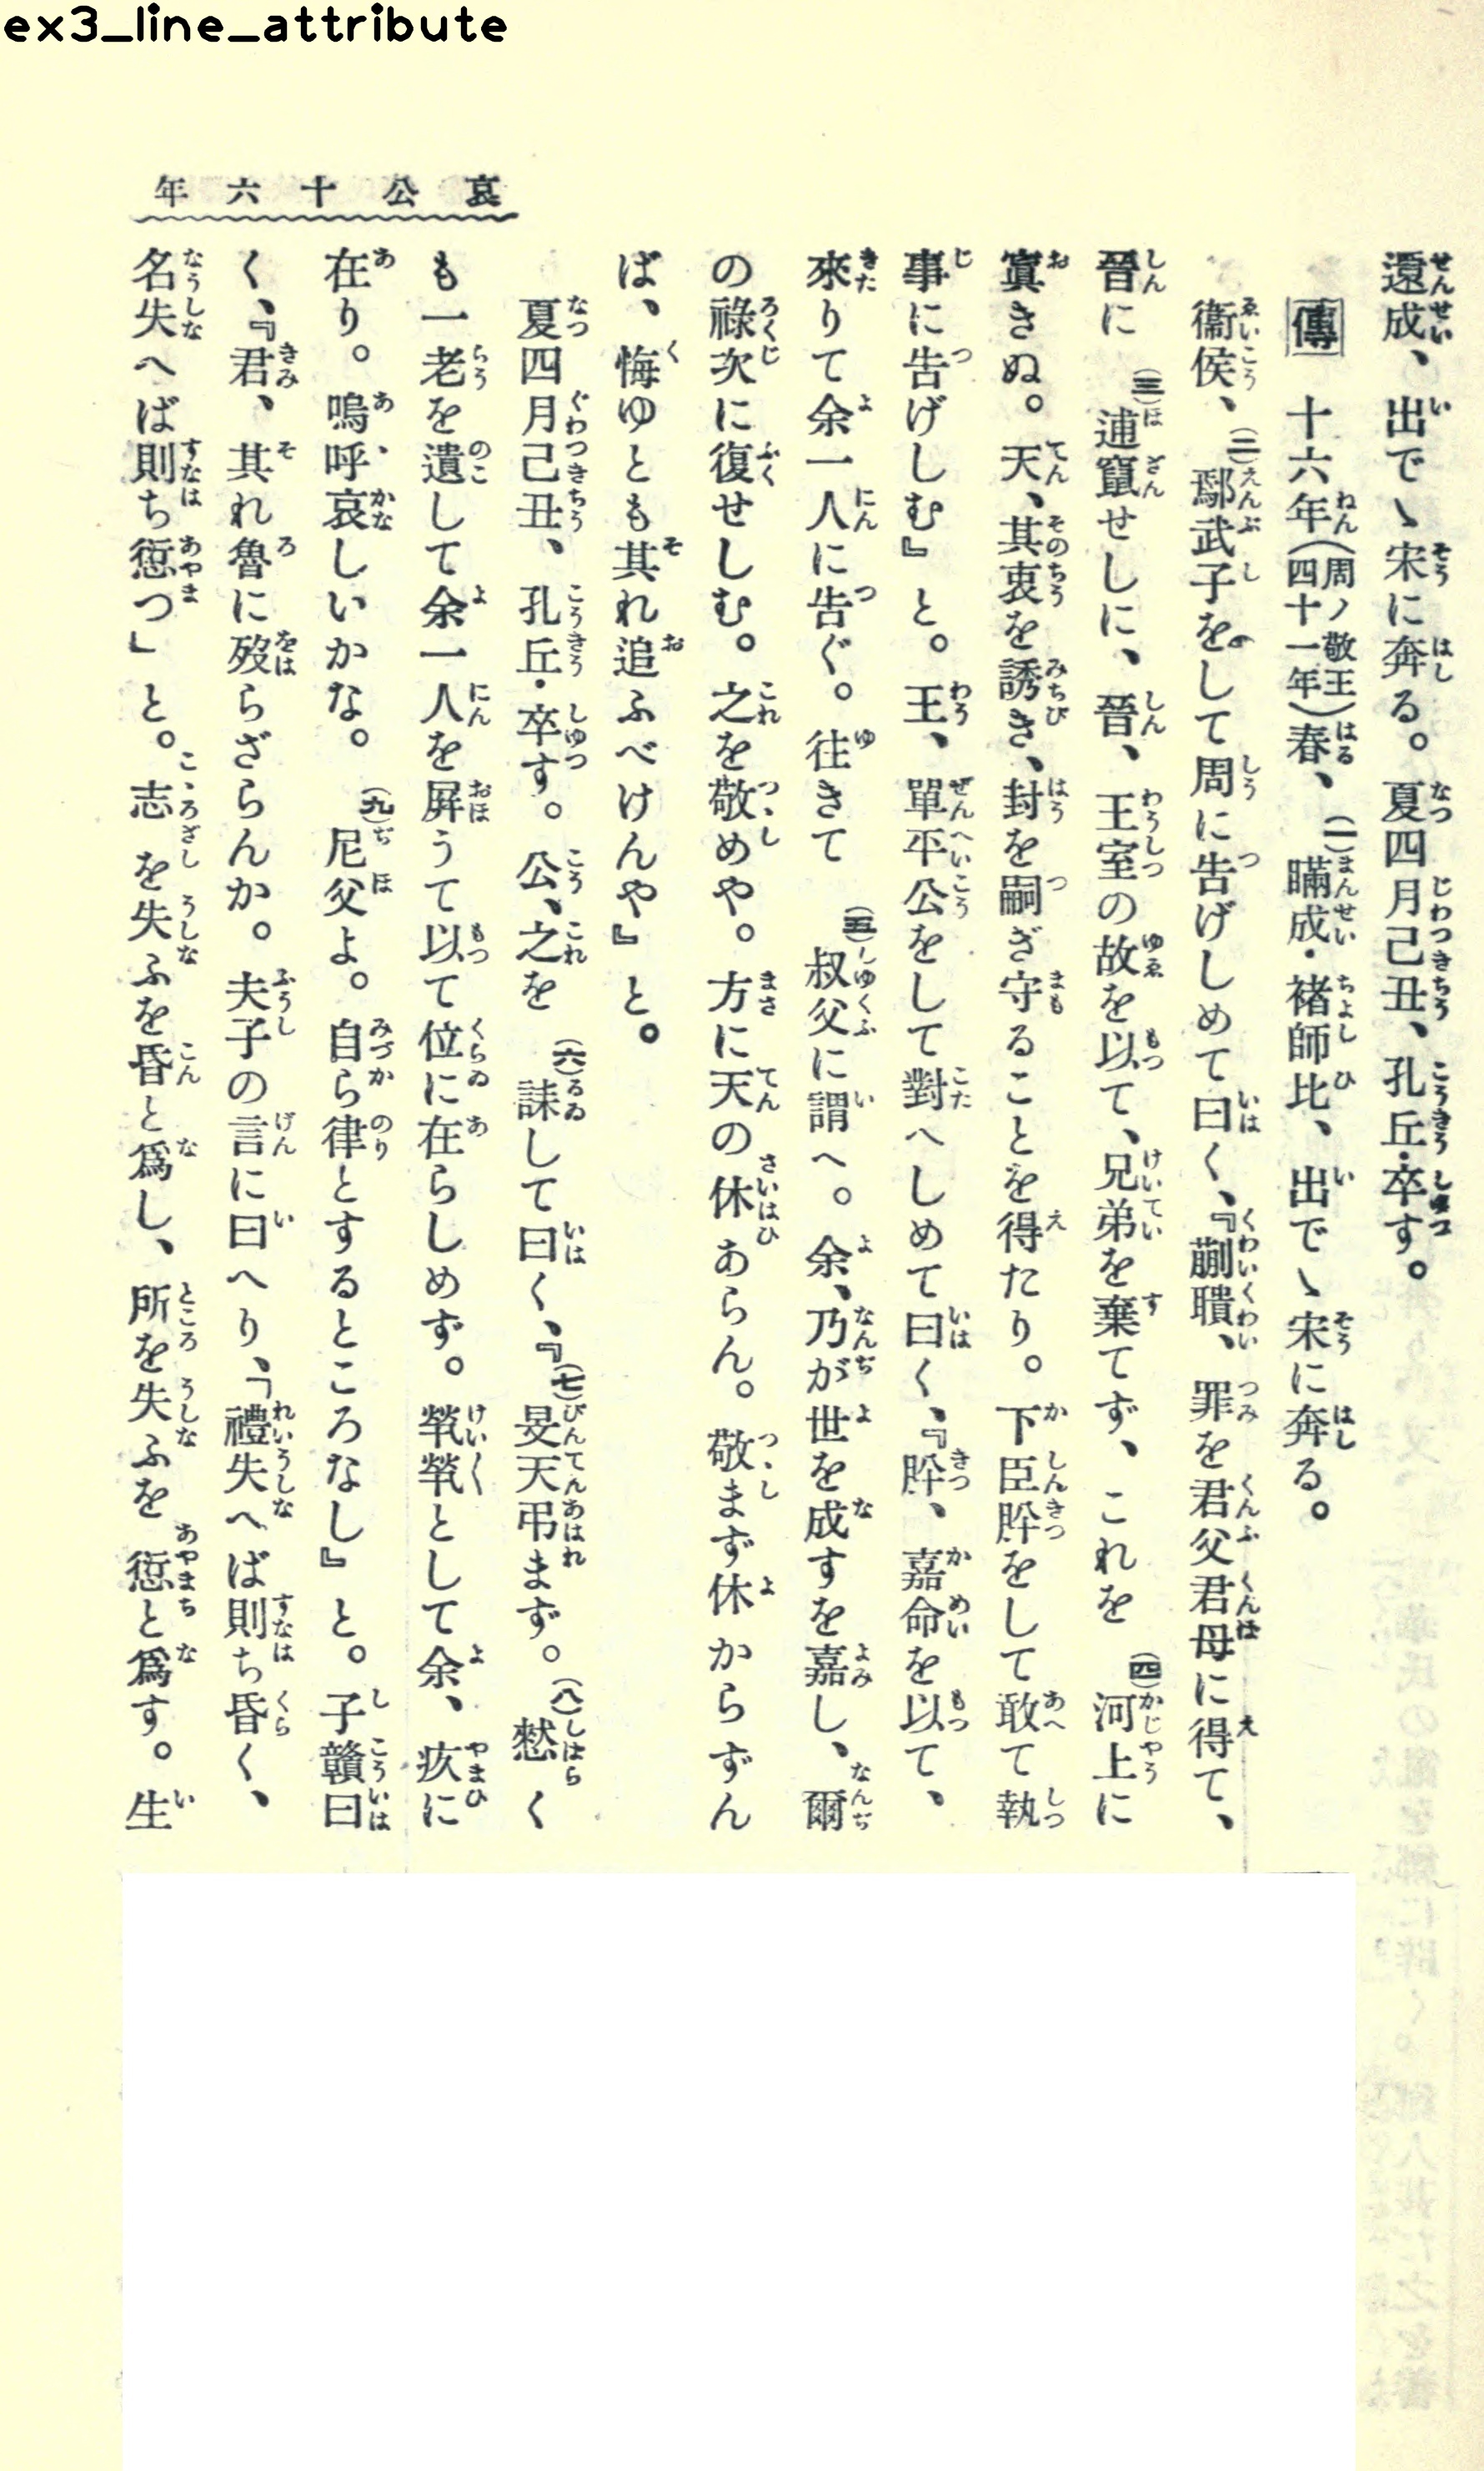 ex3_line_attribute
哀公十六年
還成、出でゝ宋に奔る。夏四月己丑、孔丘・卒す。
傳 十六年(周ノ敬王四十一年)春、(一)瞞成・褚師比、出でゝ宋に奔る。
衞侯、(二)鄢武子をして周に告げしめて曰く、『蒯聵、罪を君父君母に得て、
晉に(三)逋竄せしに、晉、王室の故を以て、兄弟を棄てず、これを(四)河上に
寘きぬ。天、其衷を誘き、封を嗣ぎ守ることを得たり。下臣肸をして敢て執
事に告げしむ』と。王、單平公をして對へしめて曰く、『肸、嘉命を以て、
來りて余一人に告ぐ。往きて(五)叔父に謂へ。余、乃が世を成すを嘉し、爾
の祿次に復せしむ。之を敬めや。方に天の休あらん。敬まず休からずん
ば、悔ゆとも其れ追ふべけんや』と。
夏四月己丑、孔丘・卒す。公、之を(六)誄して曰く、『(七)旻天弔まず。(八)憖く
も一老を遺して余一人を屏うて以て位に在らしめず。煢煢として余、疚に
在り。嗚呼哀しいかな。(九)尼父よ。自ら律とするところなし』と。子贛曰
く、『君、其れ魯に歿らざらんか。夫子の言に曰へり、「禮失へば則ち昏く、
名失へば則ち愆つ」と。志を失ふを昏と爲し、所を失ふを愆と爲す。生